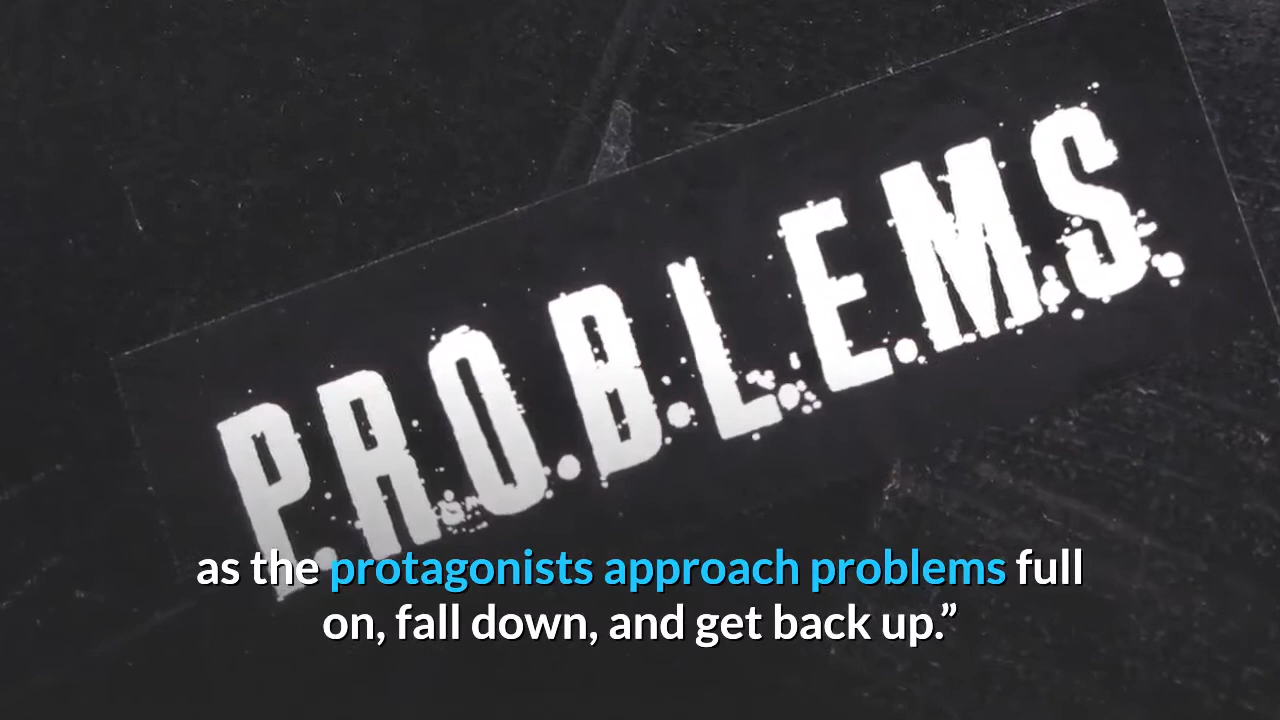 P.R.O.B.L.E.M.S.
as the protagonists approach problems full
on, fall down, and get back up.”